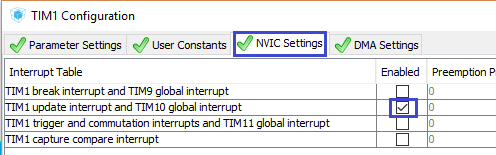 TIM1 Configuration
Parameter Settings User Constants NVIC Settings DMA Settings
Interrupt Table Enabled Preemption P
TIM1 break interrupt and TIM9 global interrupt 0
TIM1 update interrupt and TIM10 global interrupt 0
TIM1 trigger and commutation interrupts and TIM11 global interrupt 0
TIM1 capture compare interrupt 0